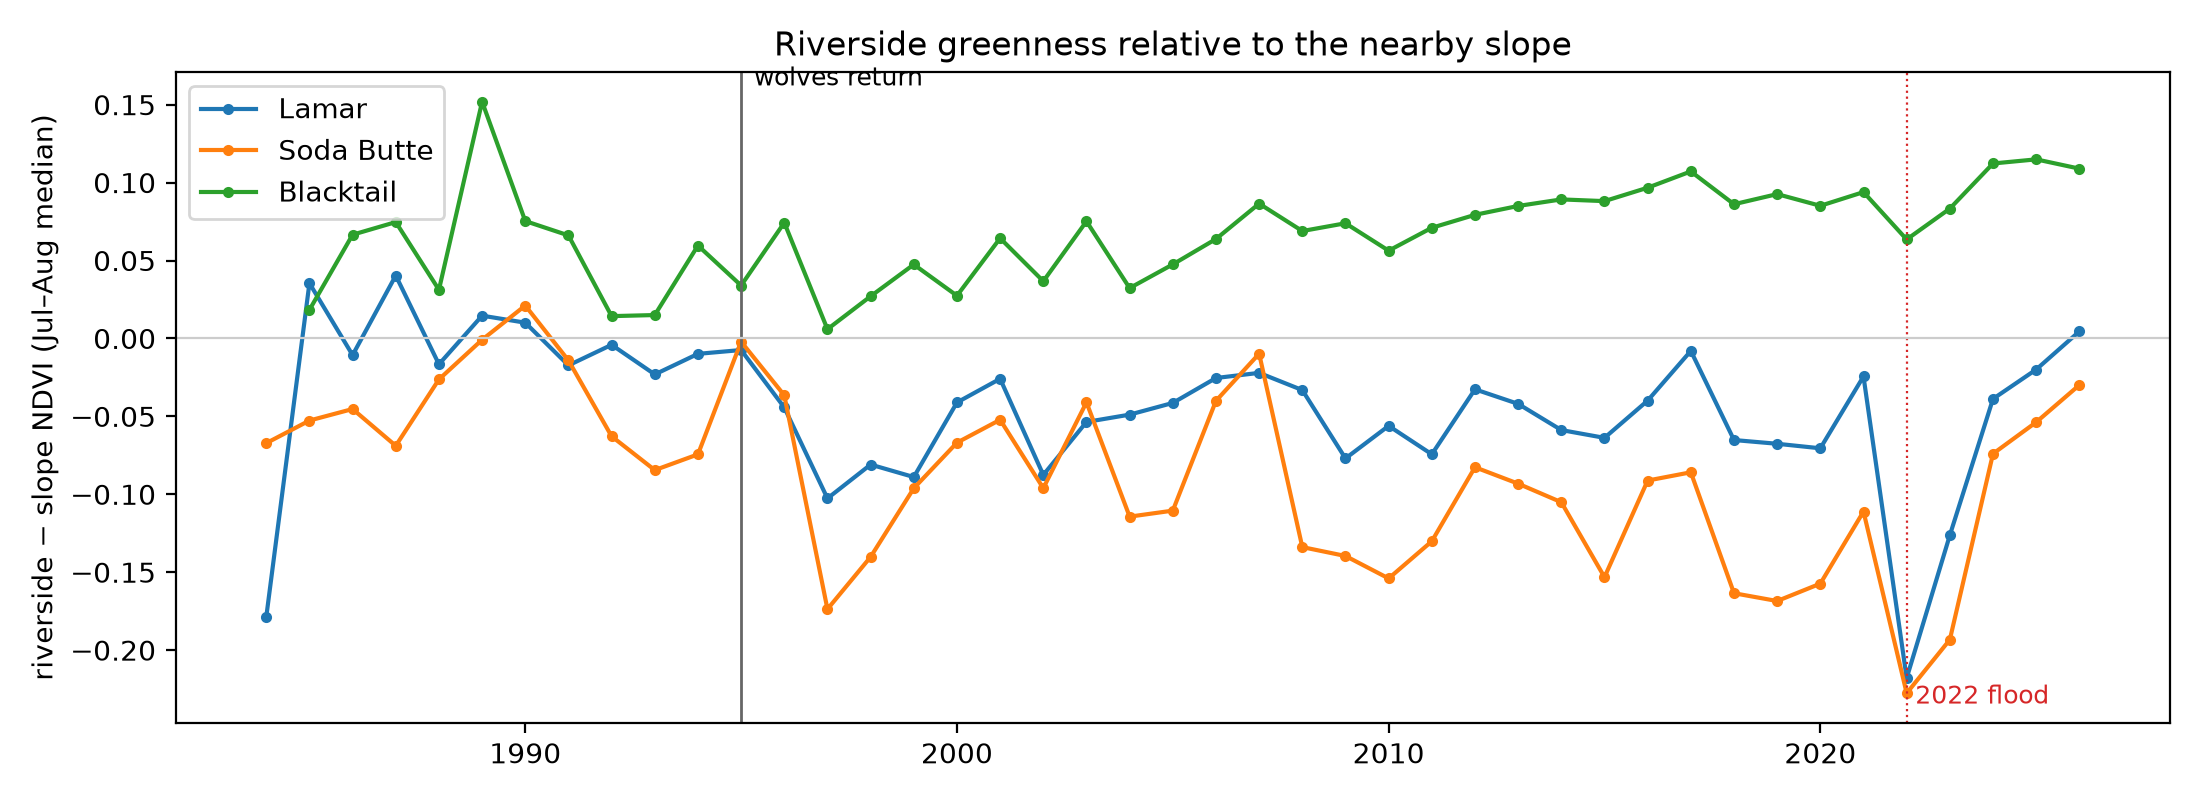 Riverside greenness relative to the nearby slope
wolves return
Lamar
Soda Butte
Blacktail
riverside − slope NDVI (Jul–Aug median)
0.15
0.10
0.05
0.00
−0.05
−0.10
−0.15
−0.20
2022 flood
1990
2000
2010
2020